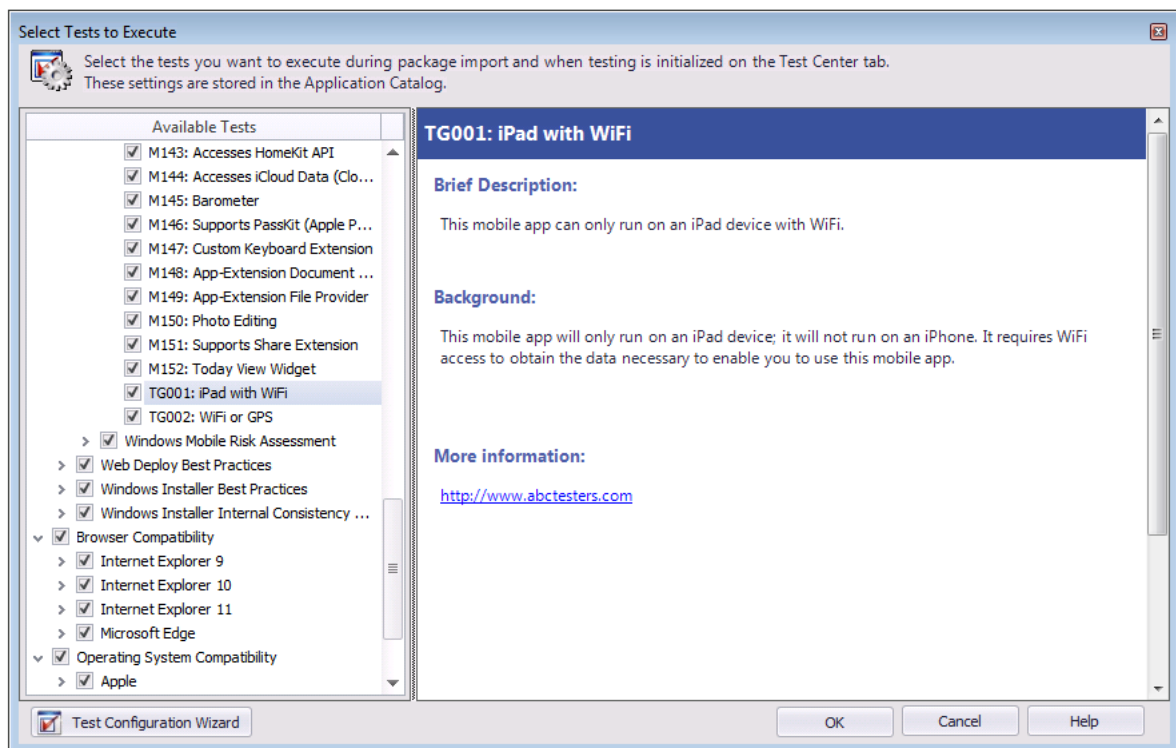 Select Tests to Execute
Select the tests you want to execute during package import and when testing is initialized on the Test Center tab.
These settings are stored in the Application Catalog.
Available Tests
M143: Accesses HomeKit API
M144: Accesses iCloud Data (Clo...
M145: Barometer
M146: Supports PassKit (Apple P...
M147: Custom Keyboard Extension
M148: App-Extension Document ...
M149: App-Extension File Provider
M150: Photo Editing
M151: Supports Share Extension
M152: Today View Widget
TG001: iPad with WiFi
TG002: WiFi or GPS
Windows Mobile Risk Assessment
Web Deploy Best Practices
Windows Installer Best Practices
Windows Installer Internal Consistency ...
Browser Compatibility
Internet Explorer 9
Internet Explorer 10
Internet Explorer 11
Microsoft Edge
Operating System Compatibility
Apple
TG001: iPad with WiFi
Brief Description:
This mobile app can only run on an iPad device with WiFi.
Background:
This mobile app will only run on an iPad device; it will not run on an iPhone. It requires WiFi
access to obtain the data necessary to enable you to use this mobile app.
More information:
http://www.abctesters.com
Test Configuration Wizard
OK
Cancel
Help